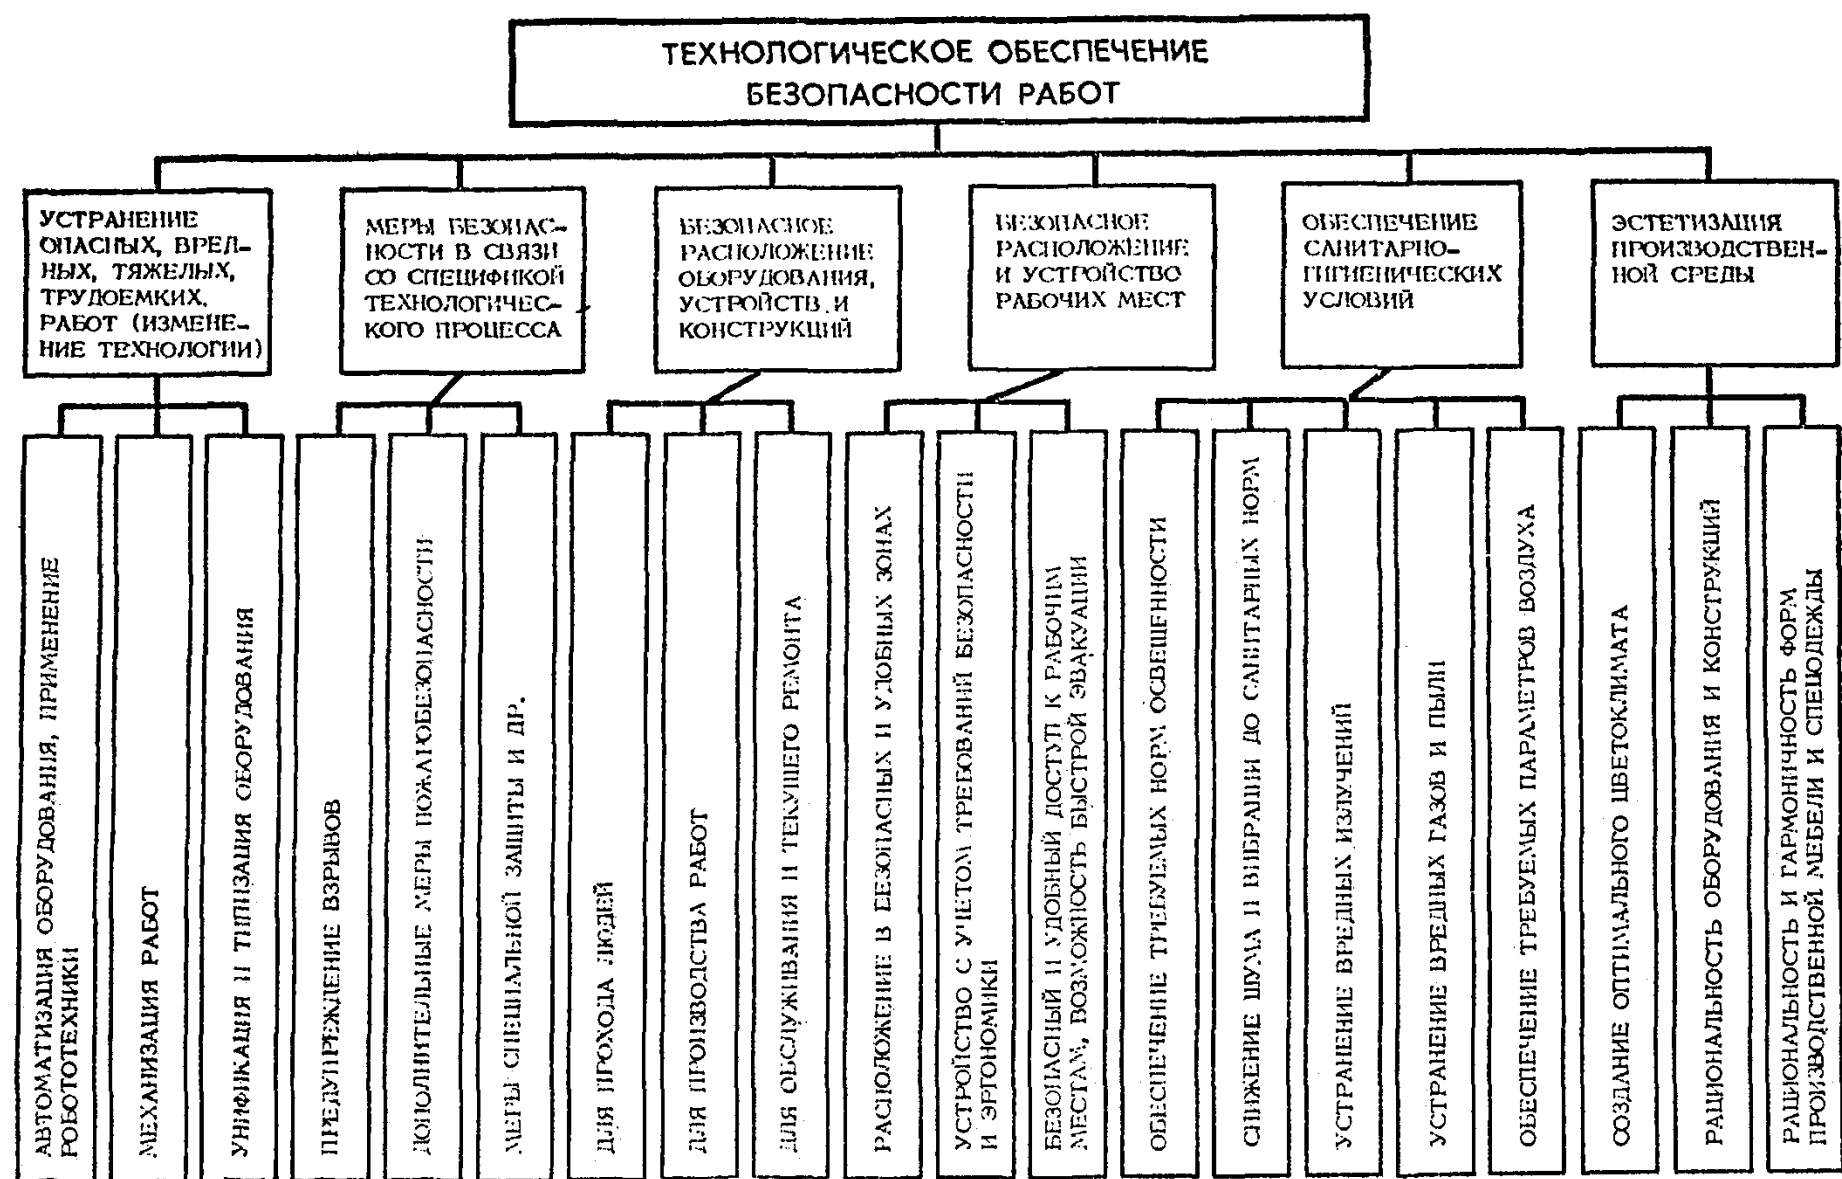 ТЕХНОЛОГИЧЕСКОЕ ОБЕСПЕЧЕНИЕ
БЕЗОПАСНОСТИ РАБОТ
УСТРАНЕНИЕ
ОПАСНЫХ, ВРЕД-
НЫХ, ТЯЖЕЛЫХ,
ТРУДОЕМКИХ.
РАБОТ (ИЗМЕНЕ-
НИЕ ТЕХНОЛОГИИ)
МЕРЫ БЕЗОПАС-
НОСТИ В СВЯЗИ
СО СПЕЦИФИКОЙ
ТЕХНОЛОГИЧЕС-
КОГО ПРОЦЕССА
БЕЗОПАСНОЕ
РАСПОЛОЖЕНИЕ
ОБОРУДОВАНИЯ,
УСТРОЙСТВ. И
КОНСТРУКЦИЙ
БЕЗОПАСНОЕ
РАСПОЛОЖЕНИЕ
И УСТРОЙСТВО
РАБОЧИХ МЕСТ
ОБЕСПЕЧЕНИЕ
САНИТАРНО-
ГИГИЕНИЧЕСКИХ
УСЛОВИЙ
ЭСТЕТИЗАЦИЯ
ПРОИЗВОДСТВЕН-
НОЙ СРЕДЫ
АВТОМАТИЗАЦИЯ ОБОРУДОВАНИЯ, ПРИМЕНЕНИЕ
РОБОТОТЕХНИКИ
МЕХАНИЗАЦИЯ РАБОТ
УНИФИКАЦИЯ И ТИПИЗАЦИЯ ОБОРУДОВАНИЯ
ПРЕДУПРЕЖДЕНИЕ ВЗРЫВОВ
ДОПОЛНИТЕЛЬНЫЕ МЕРЫ ПОЖАРОБЕЗОПАСНОСТИ
МЕРЫ СПЕЦИАЛЬНОЙ ЗАЩИТЫ И ДР.
ДЛЯ ПРОХОДА ЛЮДЕЙ
ДЛЯ ПРОИЗВОДСТВА РАБОТ
ДЛЯ ОБСЛУЖИВАНИЯ И ТЕКУЩЕГО РЕМОНТА
РАСПОЛОЖЕНИЕ В БЕЗОПАСНЫХ И УДОБНЫХ ЗОНАХ
УСТРОЙСТВО С УЧЕТОМ ТРЕБОВАНИЙ БЕЗОПАСНОСТИ
И ЭРГОНОМИКИ
БЕЗОПАСНЫЙ И УДОБНЫЙ ДОСТУП К РАБОЧИМ
МЕСТАМ, ВОЗМОЖНОСТЬ БЫСТРОЙ ЭВАКУАЦИИ
ОБЕСПЕЧЕНИЕ ТРЕБУЕМЫХ НОРМ ОСВЕЩЕННОСТИ
СНИЖЕНИЕ ШУМА И ВИБРАЦИИ ДО САНИТАРНЫХ НОРМ
УСТРАНЕНИЕ ВРЕДНЫХ ИЗЛУЧЕНИЙ
УСТРАНЕНИЕ ВРЕДНЫХ ГАЗОВ И ПЫЛИ
ОБЕСПЕЧЕНИЕ ТРЕБУЕМЫХ ПАРАМЕТРОВ ВОЗДУХА
СОЗДАНИЕ ОПТИМАЛЬНОГО ЦВЕТОКЛИМАТА
РАЦИОНАЛЬНОСТЬ ОБОРУДОВАНИЯ И КОНСТРУКЦИЙ
РАЦИОНАЛЬНОСТЬ И ГАРМОНИЧНОСТЬ ФОРМ
ПРОИЗВОДСТВЕННОЙ МЕБЕЛИ И СПЕЦОДЕЖДЫ